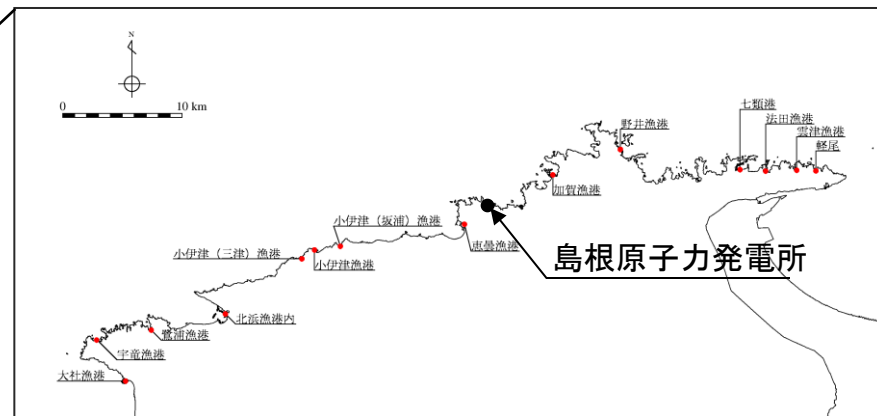 N
0 10 km
七類港
法田漁港
雲津漁港
軽尾
野井漁港
加賀漁港
小伊津（坂浦）漁港
恵曇漁港
島根原子力発電所
小伊津（三津）漁港
小伊津漁港
北浜漁港内
鷺浦漁港
宇竜漁港
大社漁港